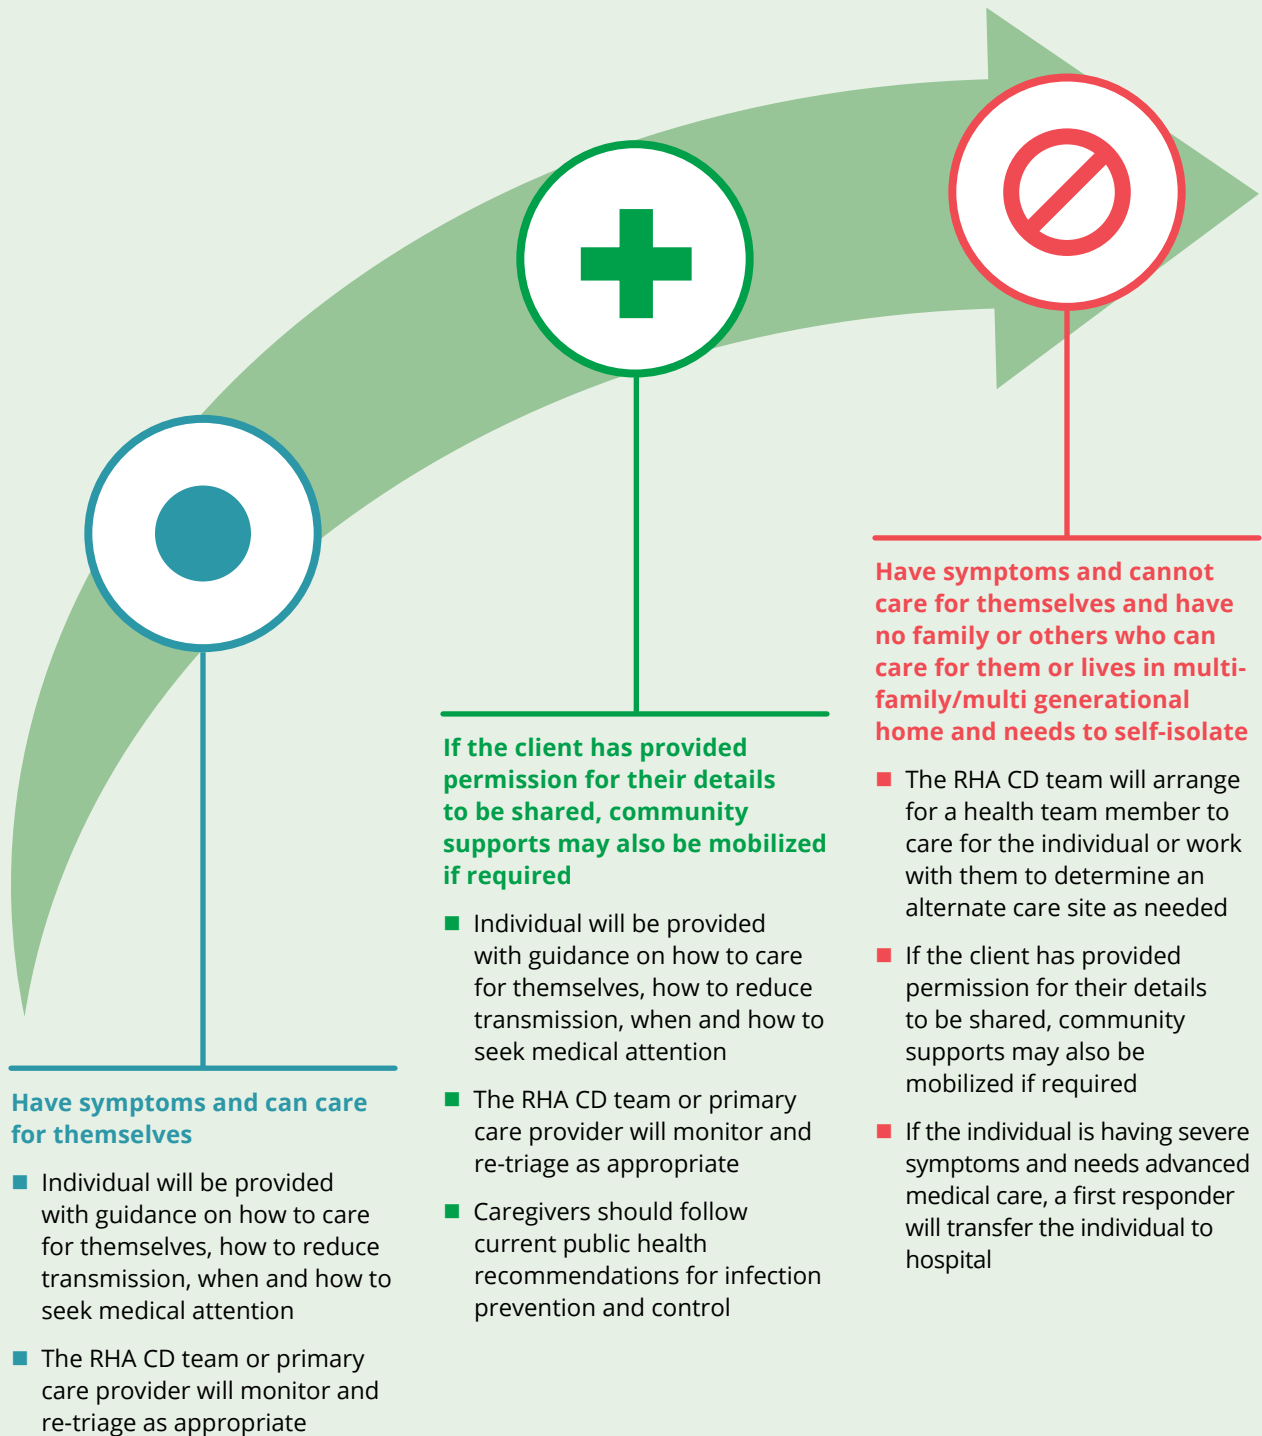 Have symptoms and can care
for themselves
■ Individual will be provided
with guidance on how to care
for themselves, how to reduce
transmission, when and how to
seek medical attention
■ The RHA CD team or primary
care provider will monitor and
re-triage as appropriate
If the client has provided
permission for their details
to be shared, community
supports may also be mobilized
if required
■ Individual will be provided
with guidance on how to care
for themselves, how to reduce
transmission, when and how to
seek medical attention
■ The RHA CD team or primary
care provider will monitor and
re-triage as appropriate
■ Caregivers should follow
current public health
recommendations for infection
prevention and control
Have symptoms and cannot
care for themselves and have
no family or others who can
care for them or lives in multi-
family/multi generational
home and needs to self-isolate
■ The RHA CD team will arrange
for a health team member to
care for the individual or work
with them to determine an
alternate care site as needed
■ If the client has provided
permission for their details
to be shared, community
supports may also be
mobilized if required
■ If the individual is having severe
symptoms and needs advanced
medical care, a first responder
will transfer the individual to
hospital